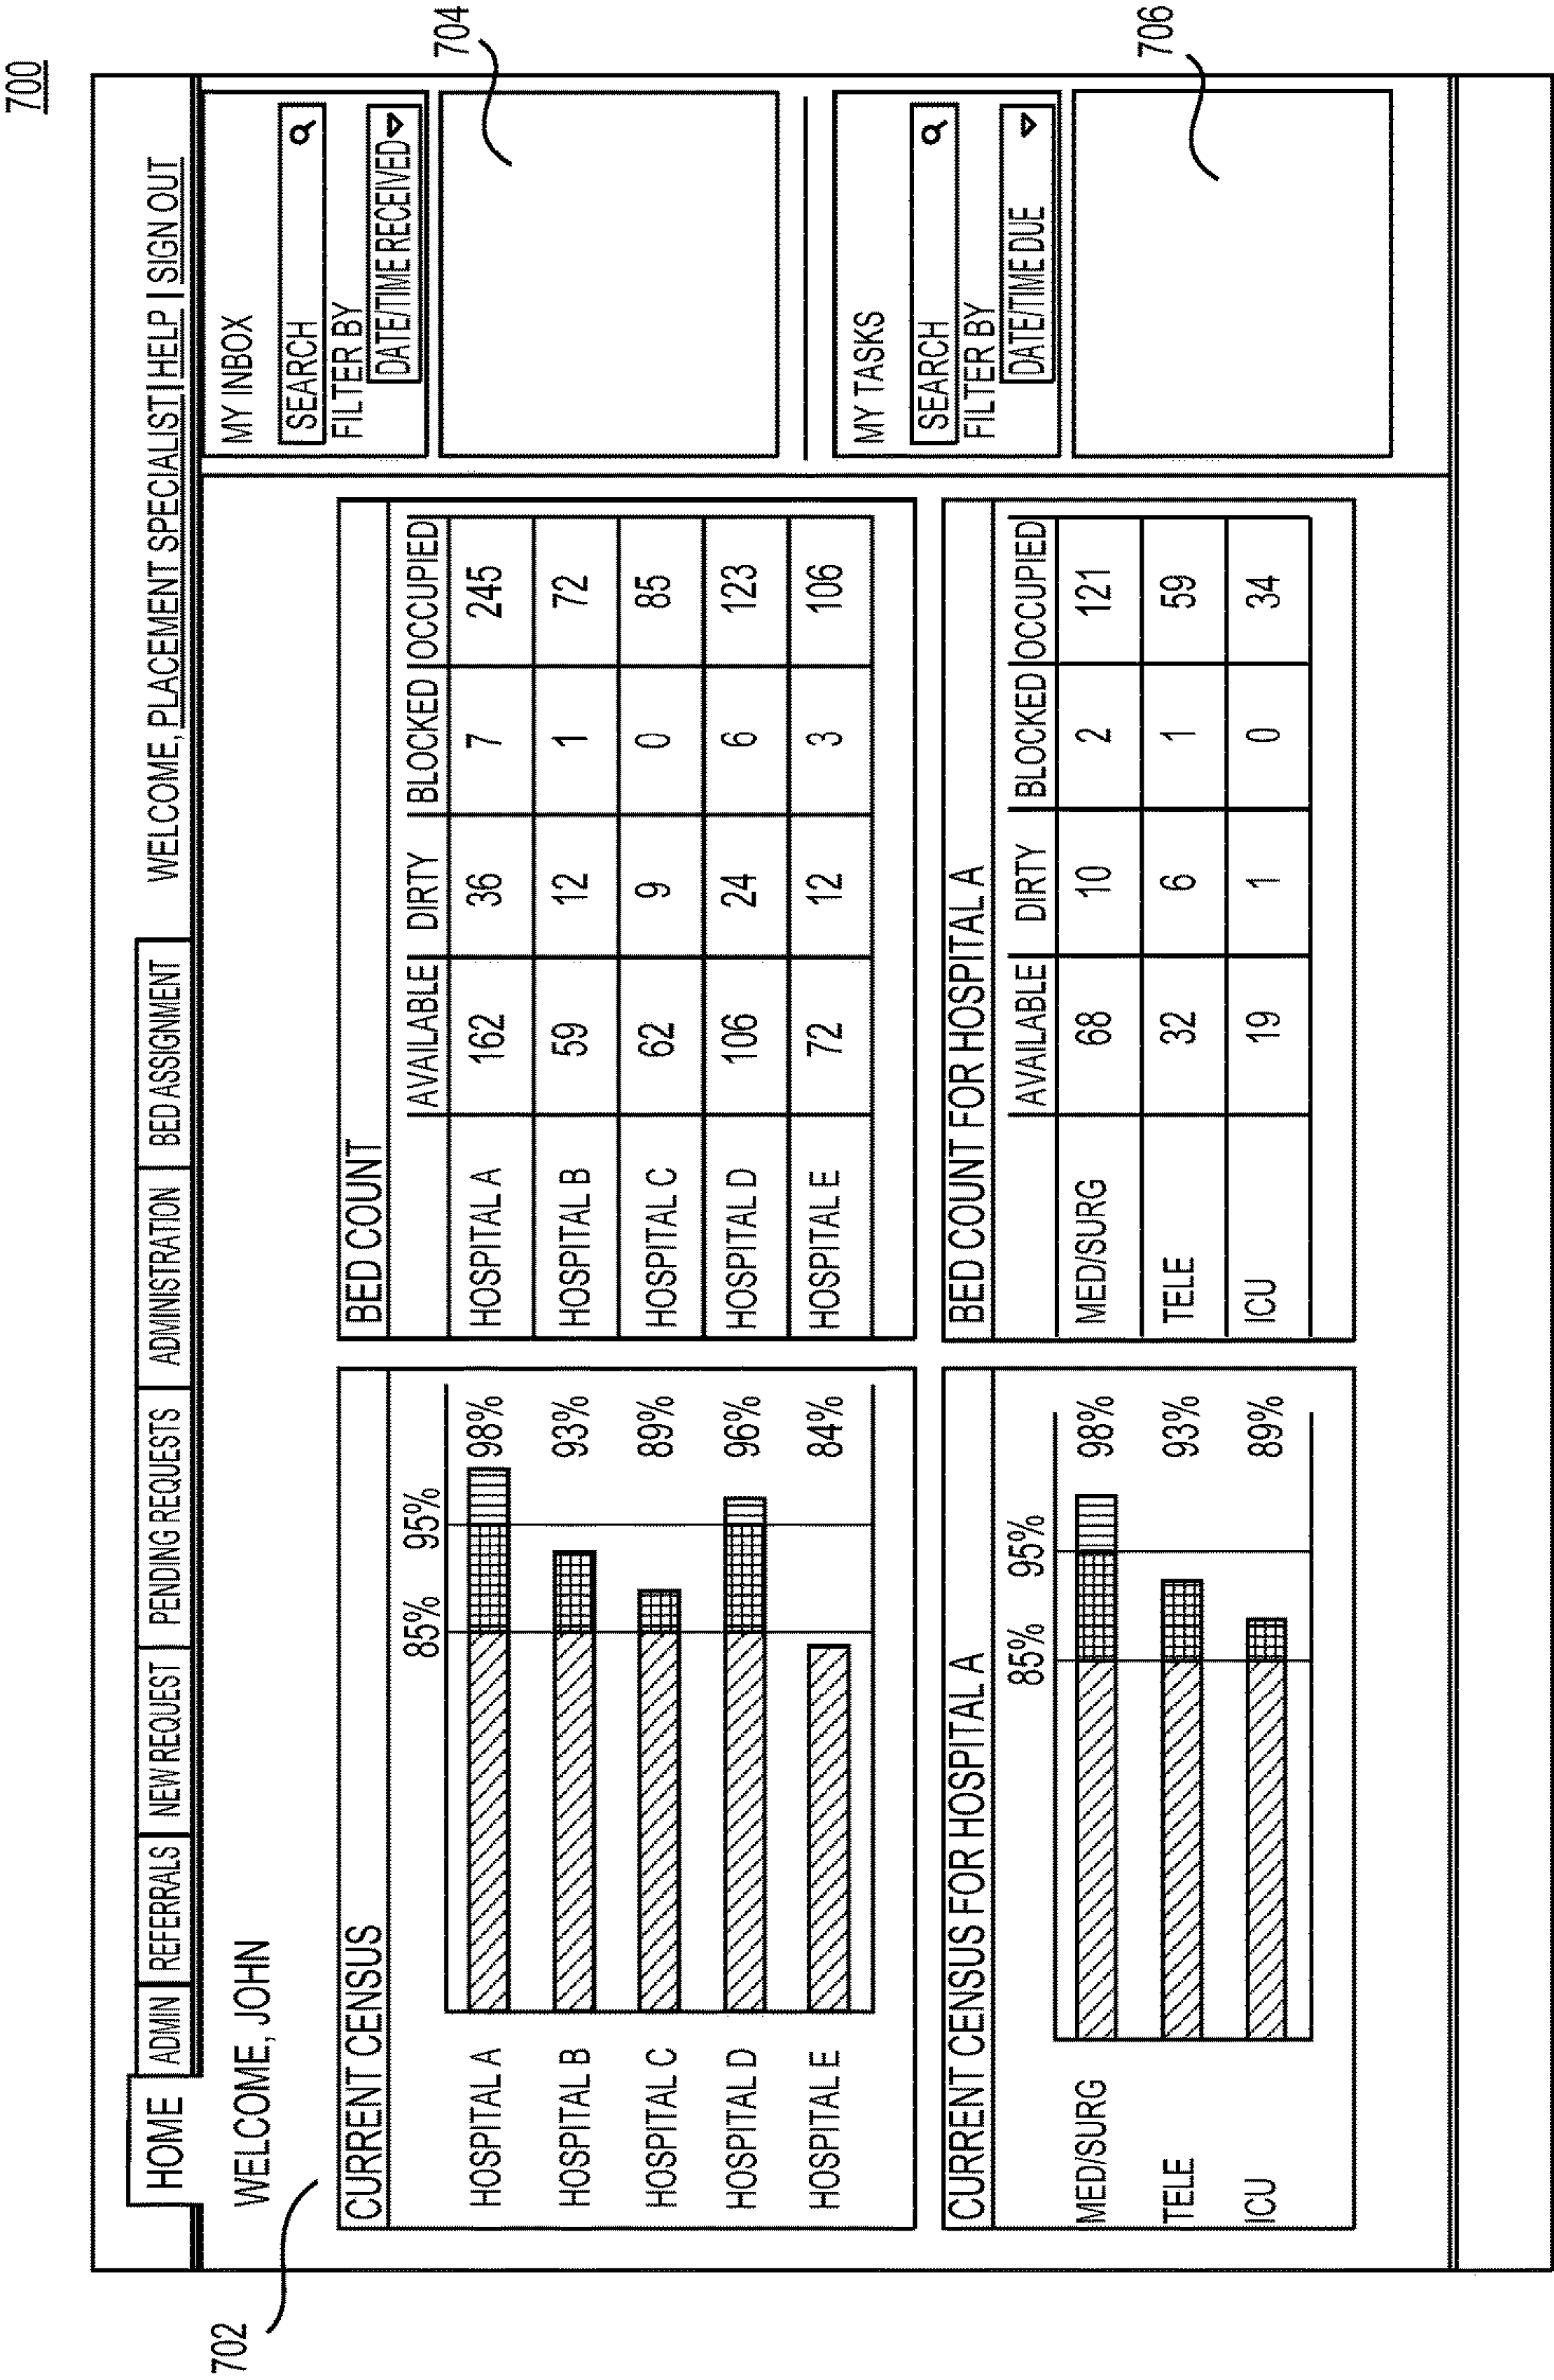 700
HOME ADMIN REFERRALS NEW REQUEST PENDING REQUESTS ADMINISTRATION BED ASSIGNMENT WELCOME, PLACEMENT SPECIALIST | HELP | SIGN OUT
WELCOME, JOHN
702
CURRENT CENSUS
85% 95%
HOSPITAL A 98%
HOSPITAL B 93%
HOSPITAL C 89%
HOSPITAL D 96%
HOSPITAL E 84%
BED COUNT
AVAILABLE DIRTY BLOCKED OCCUPIED
HOSPITAL A 162 36 7 245
HOSPITAL B 59 12 1 72
HOSPITAL C 62 9 0 85
HOSPITAL D 106 24 6 123
HOSPITAL E 72 12 3 106
CURRENT CENSUS FOR HOSPITAL A
85% 95%
MED/SURG 98%
TELE 93%
ICU 89%
BED COUNT FOR HOSPITAL A
AVAILABLE DIRTY BLOCKED OCCUPIED
MED/SURG 68 10 2 121
TELE 32 6 1 59
ICU 19 1 0 34
MY INBOX
SEARCH
FILTER BY
DATE/TIME RECEIVED
704
MY TASKS
SEARCH
FILTER BY
DATE/TIME DUE
706